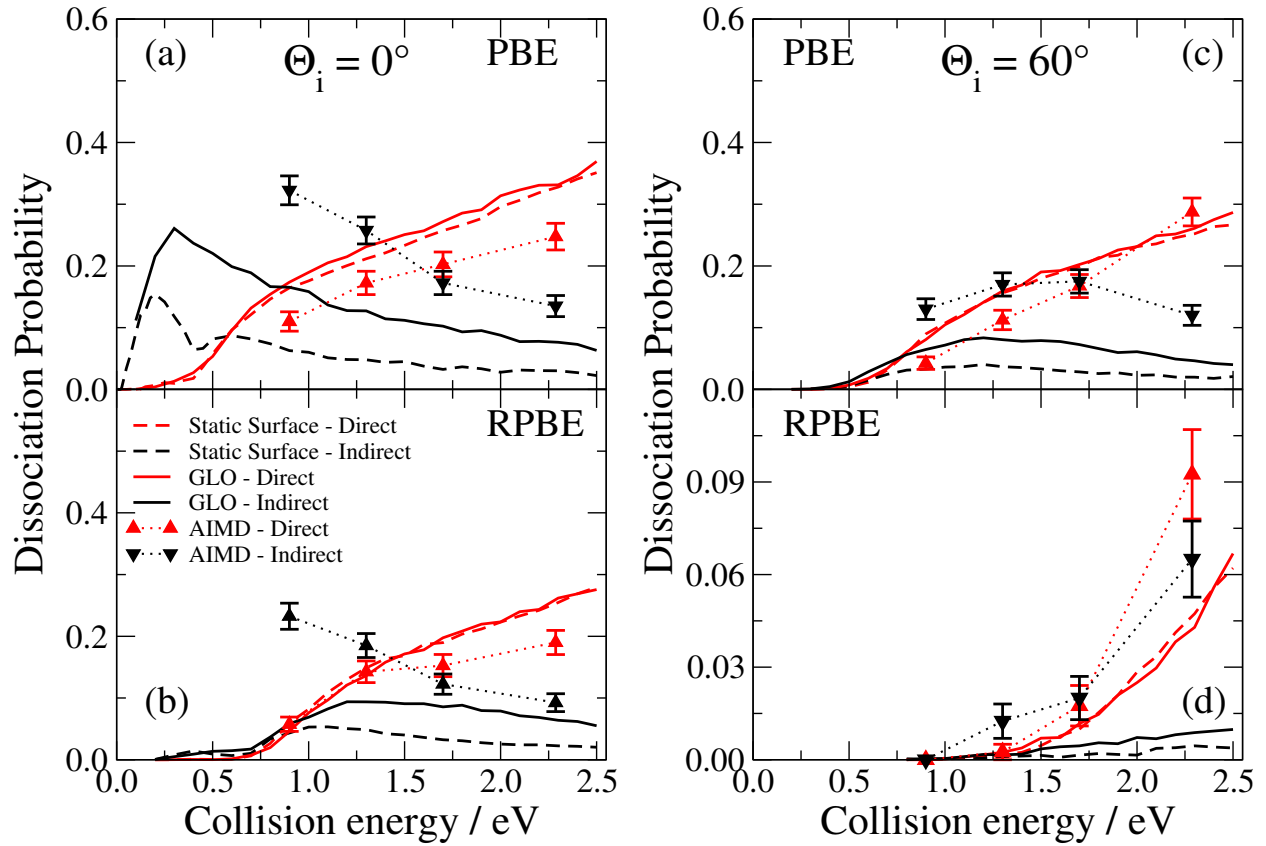 0.6
(a)
Θi = 0°
PBE
0.4
0.2
0.0
Dissociation Probability
Static Surface - Direct
Static Surface - Indirect
GLO - Direct
GLO - Indirect
AIMD - Direct
AIMD - Indirect
RPBE
0.4
0.2
0.0
(b)
0.0 0.5 1.0 1.5 2.0 2.5
Collision energy / eV
0.6
PBE
Θi = 60°
(c)
0.4
0.2
0.0
Dissociation Probability
RPBE
0.09
0.06
0.03
0.00
(d)
0.0 0.5 1.0 1.5 2.0 2.5
Collision energy / eV